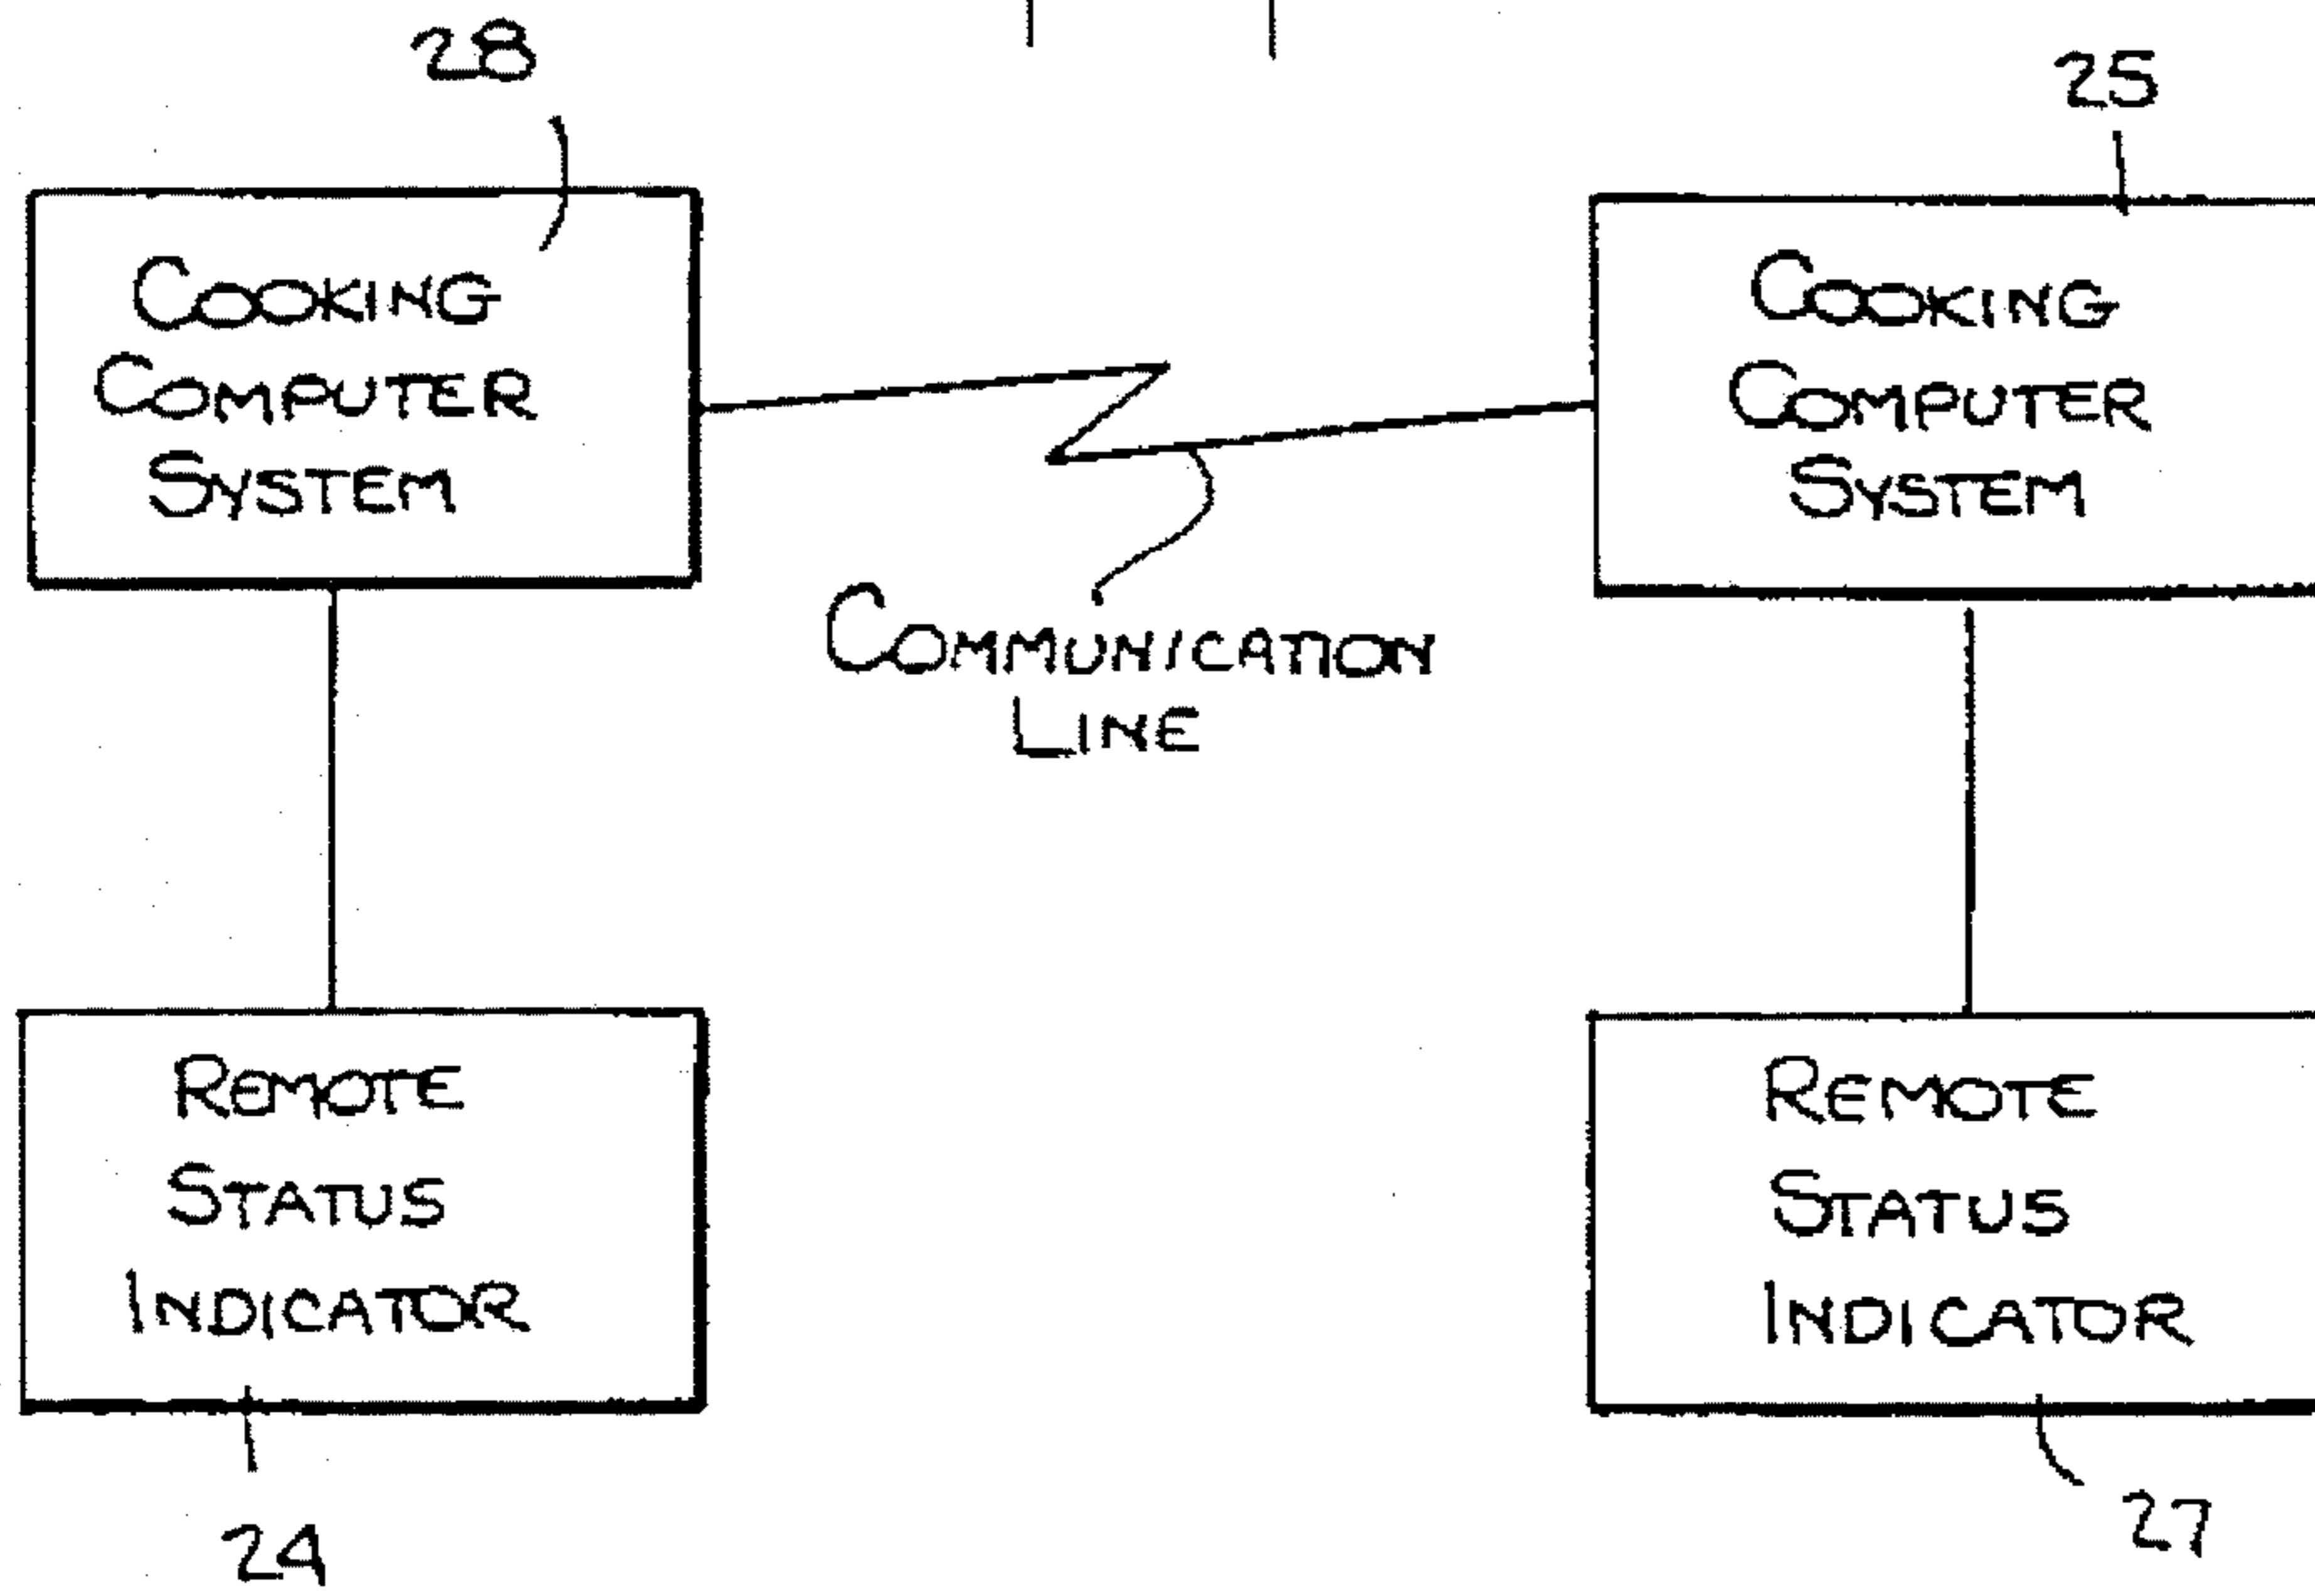 28
25
COOKING
COMPUTER
SYSTEM
COOKING
COMPUTER
SYSTEM
COMMUNICATION
LINE
REMOTE
STATUS
INDICATOR
REMOTE
STATUS
INDICATOR
24
27